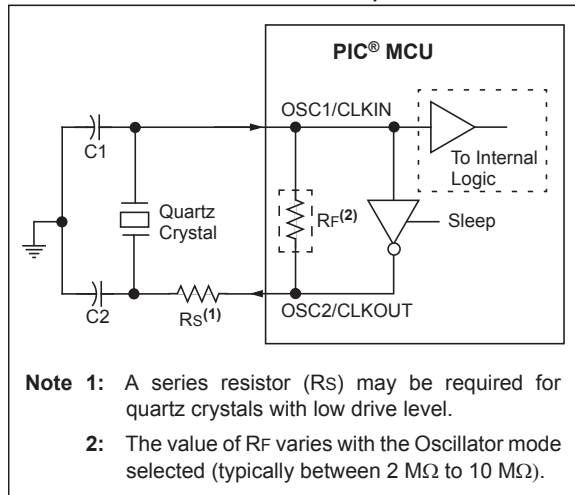 PIC® MCU
OSC1/CLKIN
C1
To Internal
Logic
Quartz
Crystal
RF(2)
Sleep
C2
RS(1)
OSC2/CLKOUT
Note 1: A series resistor (RS) may be required for
quartz crystals with low drive level.
2: The value of RF varies with the Oscillator mode
selected (typically between 2 MΩ to 10 MΩ).